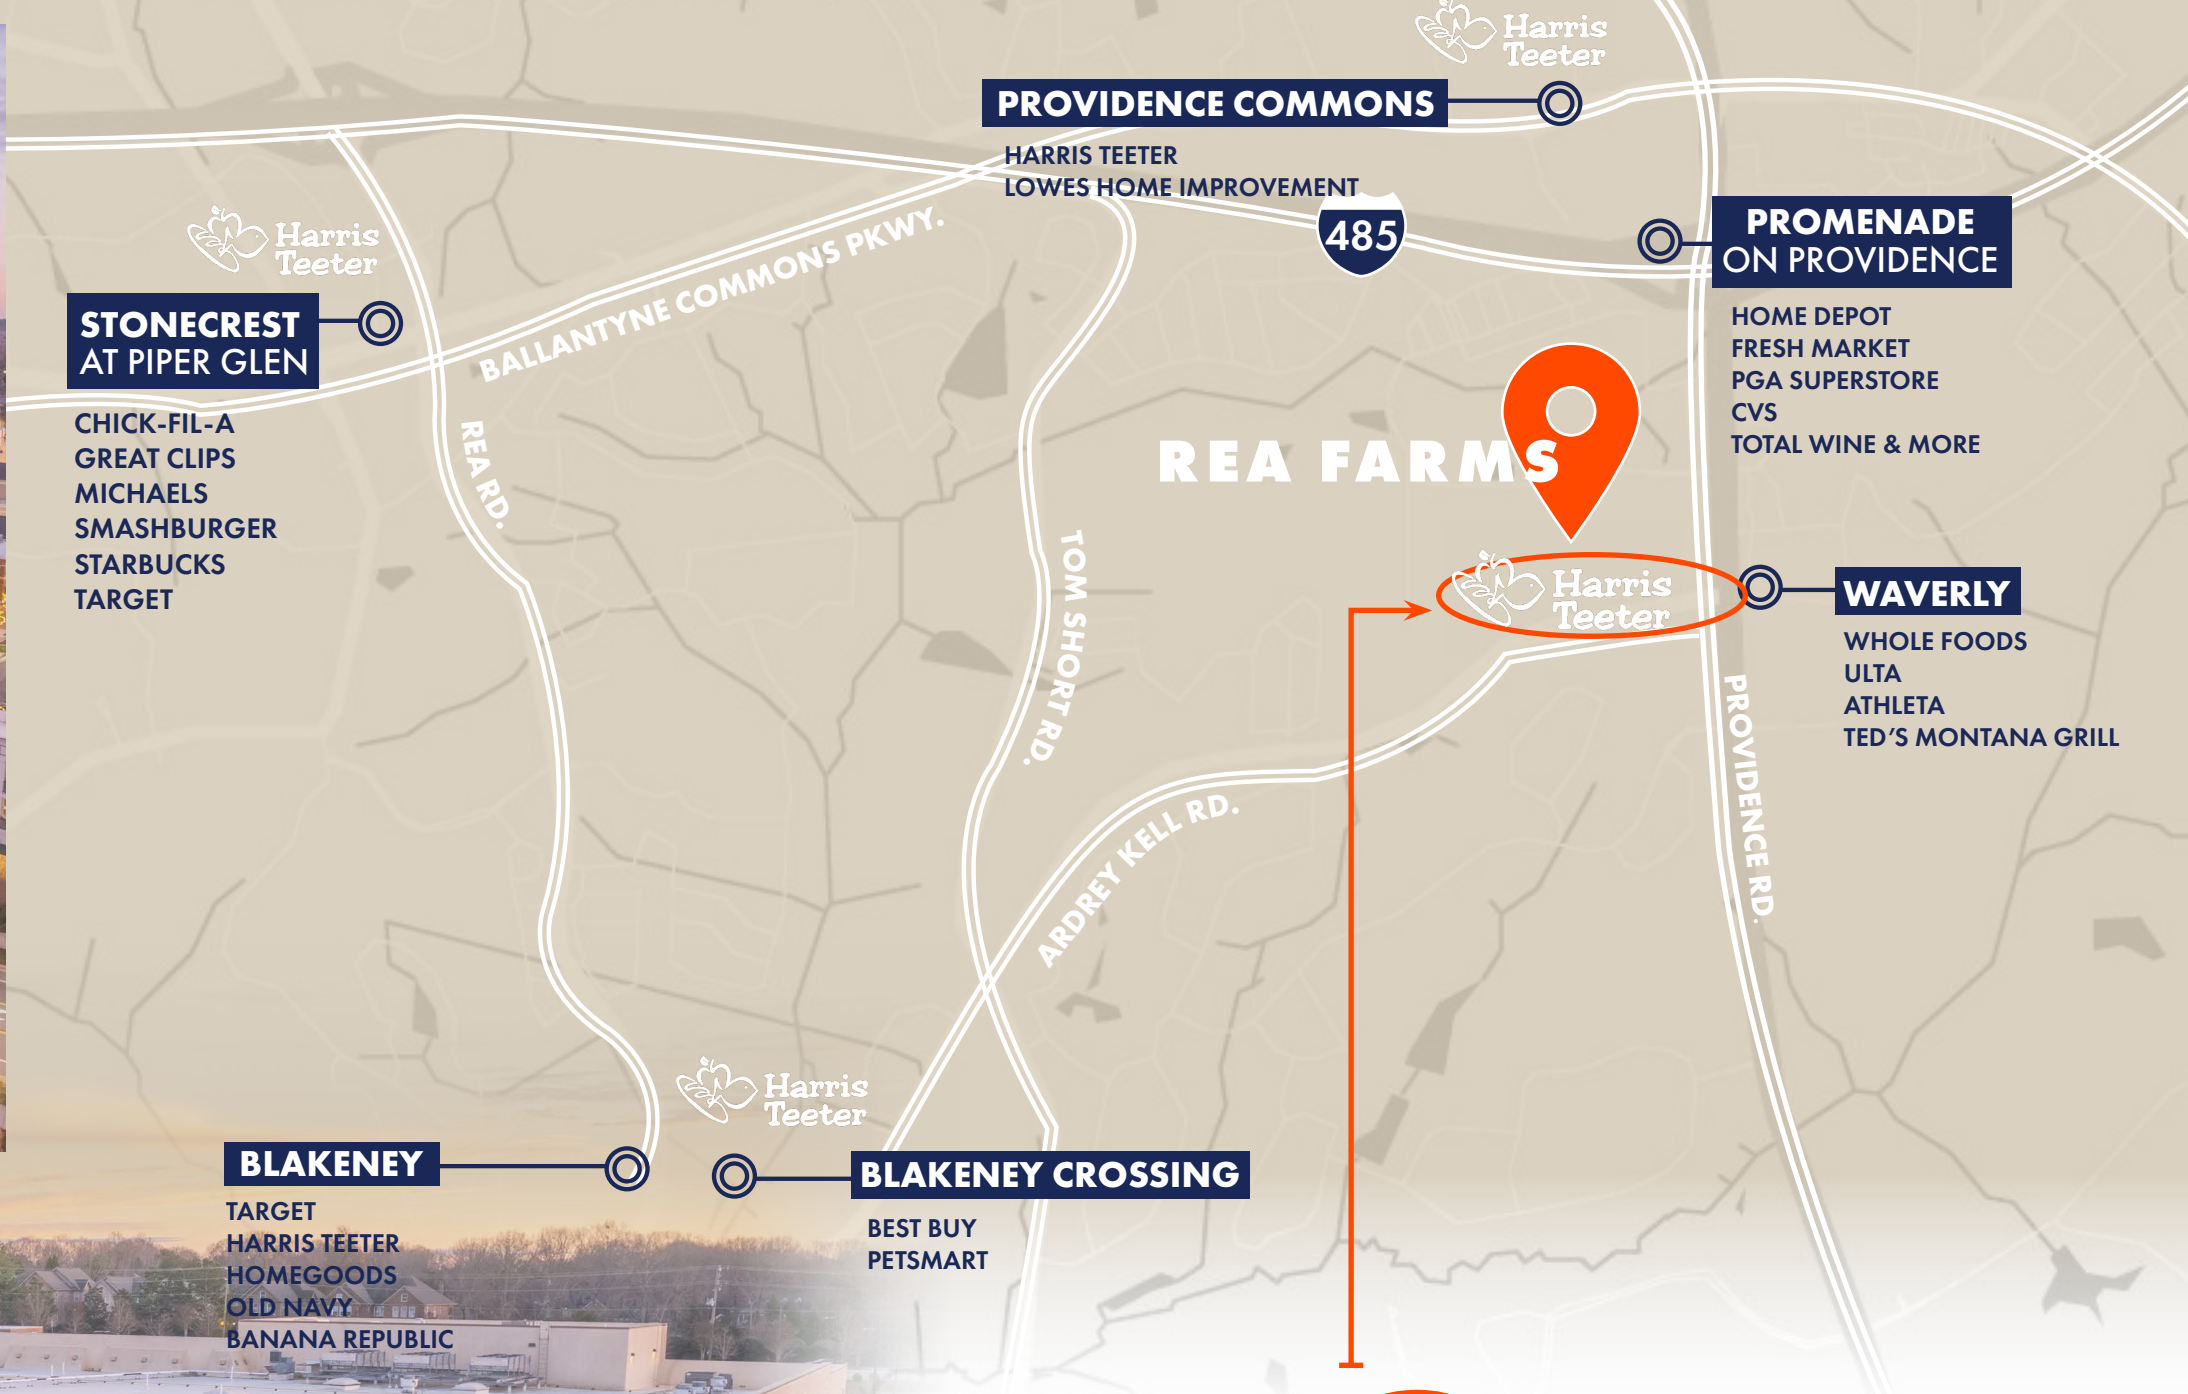 Harris
Teeter
PROVIDENCE COMMONS
HARRIS TEETER
LOWES HOME IMPROVEMENT
485
PROMENADE
ON PROVIDENCE
HOME DEPOT
FRESH MARKET
PGA SUPERSTORE
CVS
TOTAL WINE & MORE
Harris
Teeter
STONECREST
AT PIPER GLEN
CHICK-FIL-A
GREAT CLIPS
MICHAELS
SMASHBURGER
STARBUCKS
TARGET
BALLANTYNE COMMONS PKWY.
REA RD.
REA FARMS
TOM SHORT RD.
Harris
Teeter
WAVERLY
WHOLE FOODS
ULTA
ATHLETA
TED'S MONTANA GRILL
PROVIDENCE RD.
ARDREY KELL RD.
Harris
Teeter
BLAKENEY
TARGET
HARRIS TEETER
HOMEGOODS
OLD NAVY
BANANA REPUBLIC
BLAKENEY CROSSING
BEST BUY
PETSMART